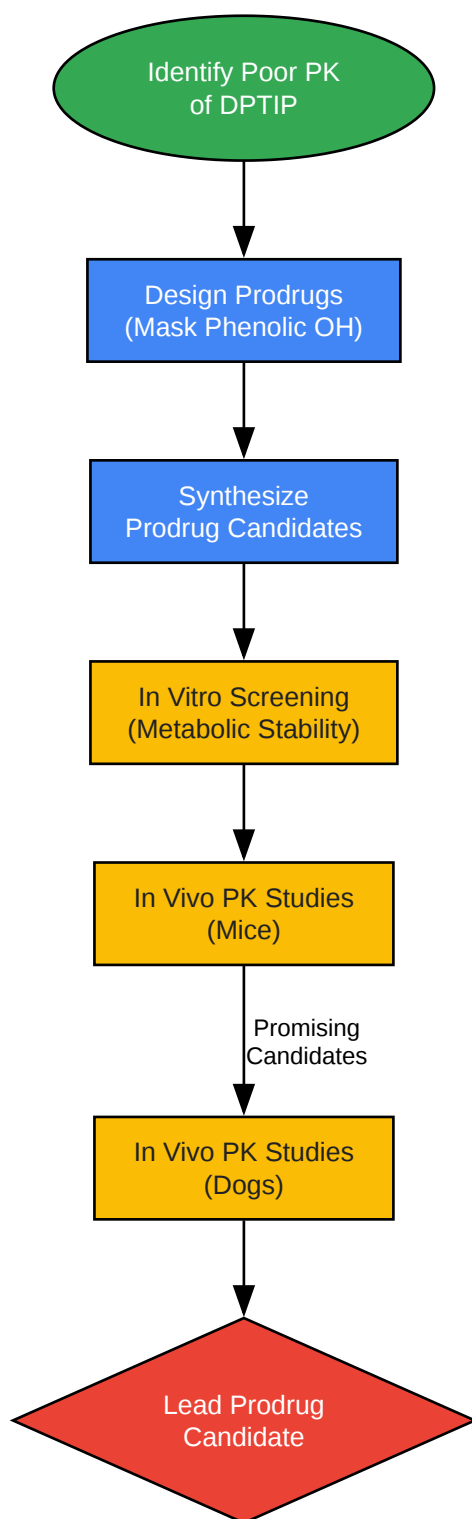 Identify Poor PK
of DPTIP
Design Prodrugs
(Mask Phenolic OH)
Synthesize
Prodrug Candidates
In Vitro Screening
(Metabolic Stability)
In Vivo PK Studies
(Mice)
Promising
Candidates
In Vivo PK Studies
(Dogs)
Lead Prodrug
Candidate